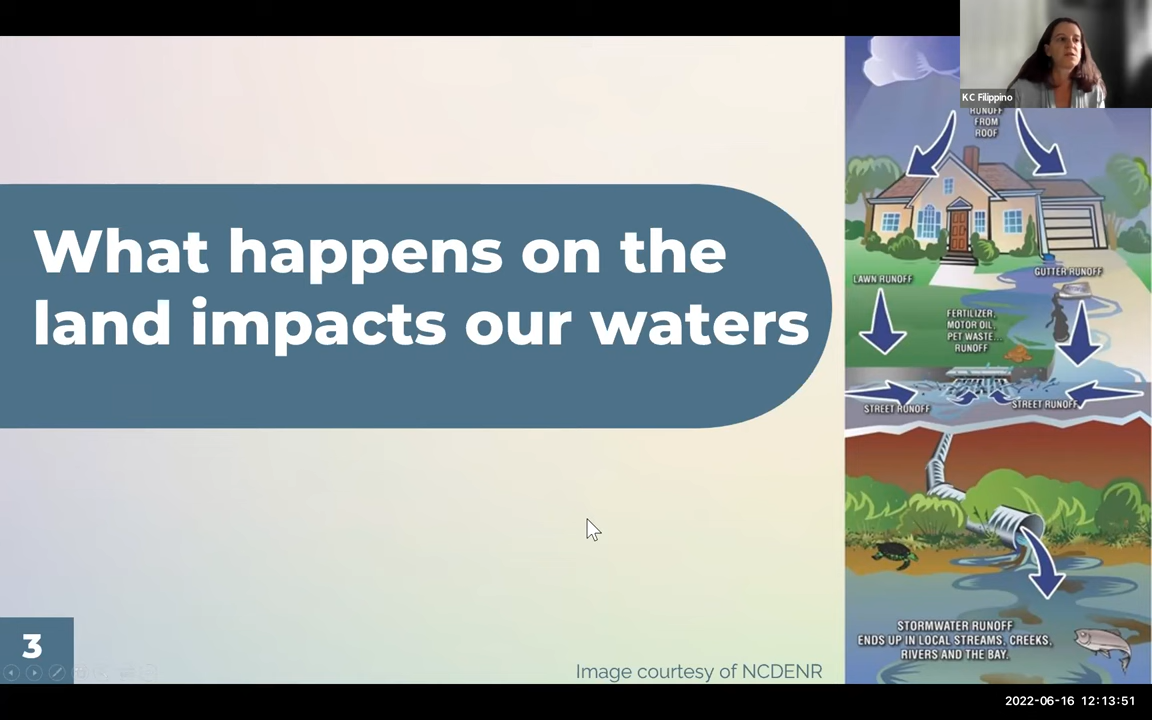 KC Filippino
RUNOFF
FROM
ROOF
What happens on the
land impacts our waters
LAWN RUNOFF
GUTTER RUNOFF
FERTILIZER,
MOTOR OIL,
PET WASTE...
RUNOFF
STREET RUNOFF
STREET RUNOFF
STORMWATER RUNOFF
ENDS UP IN LOCAL STREAMS, CREEKS,
RIVERS AND THE BAY.
3
Image courtesy of NCDENR
2022-06-16 12:13:51